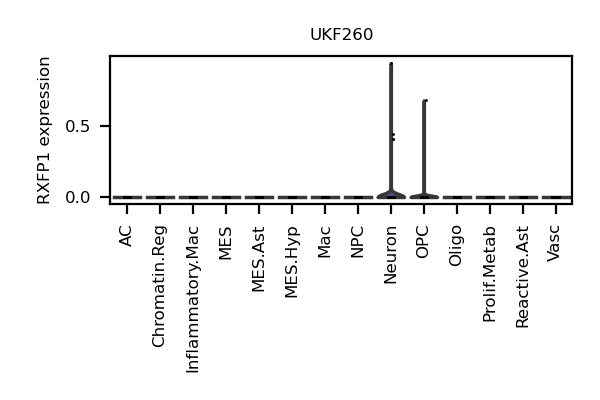 UKF260
RXFP1 expression
0.5
0.0
AC
Chromatin.Reg
Inflammatory.Mac
MES
MES.Ast
MES.Hyp
Mac
NPC
Neuron
OPC
Oligo
Prolif.Metab
Reactive.Ast
Vasc